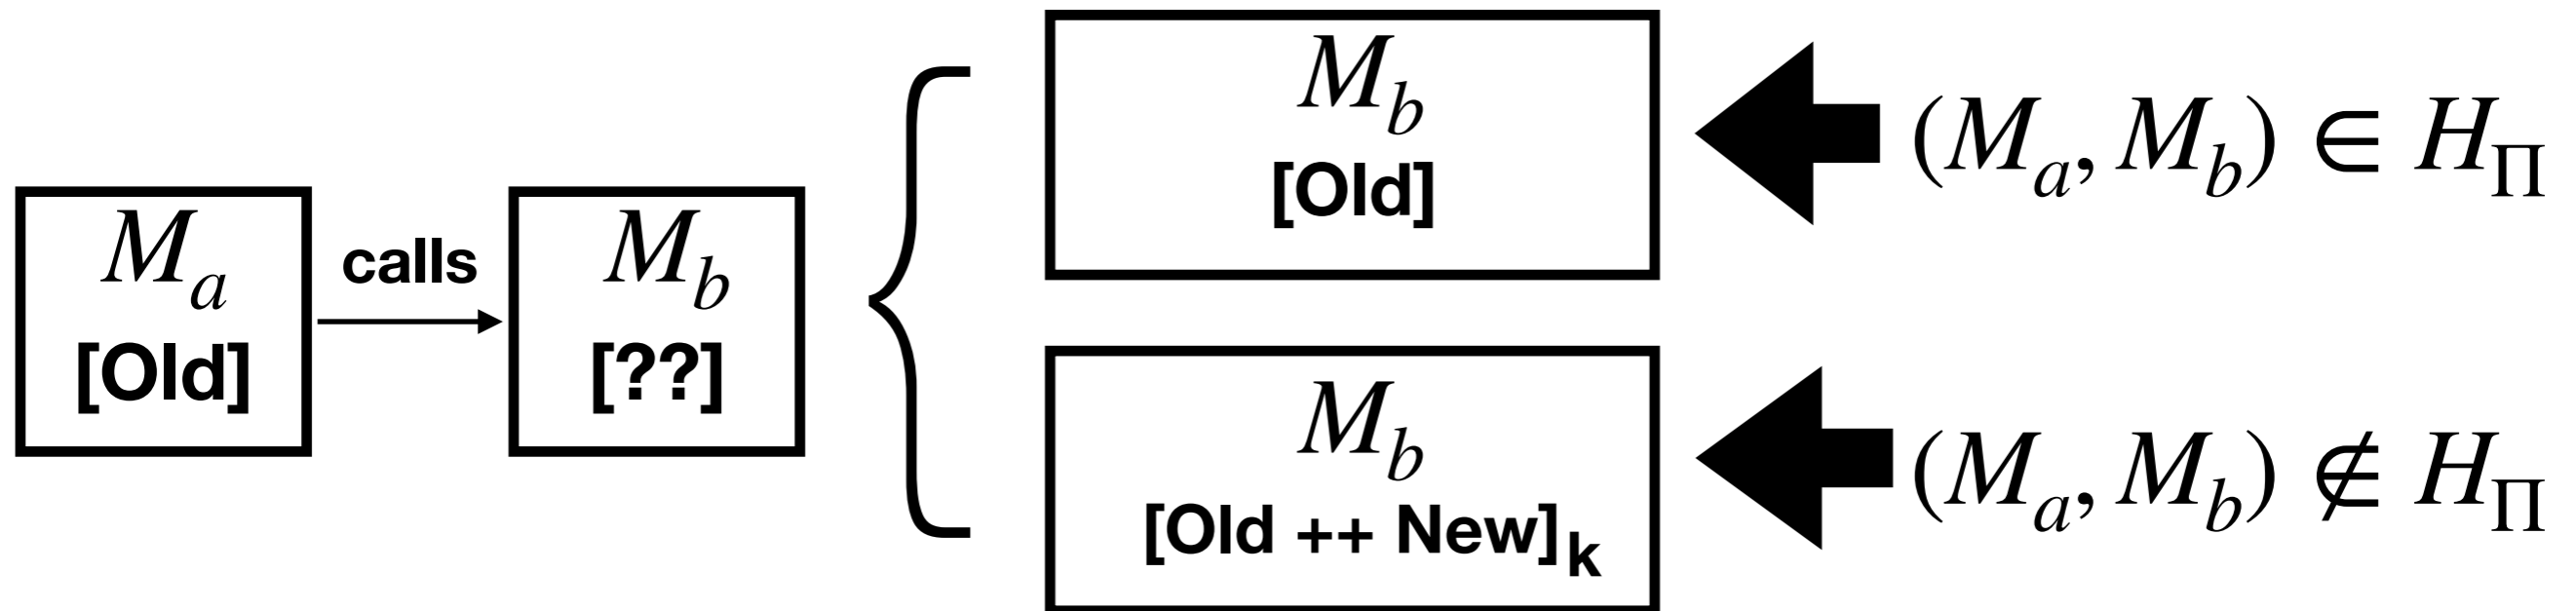 M_a
[Old]
calls
M_b
[??]
M_b
[Old]
(M_a, M_b) ∈ H_Π
M_b
[Old ++ New]_k
(M_a, M_b) ∉ H_Π